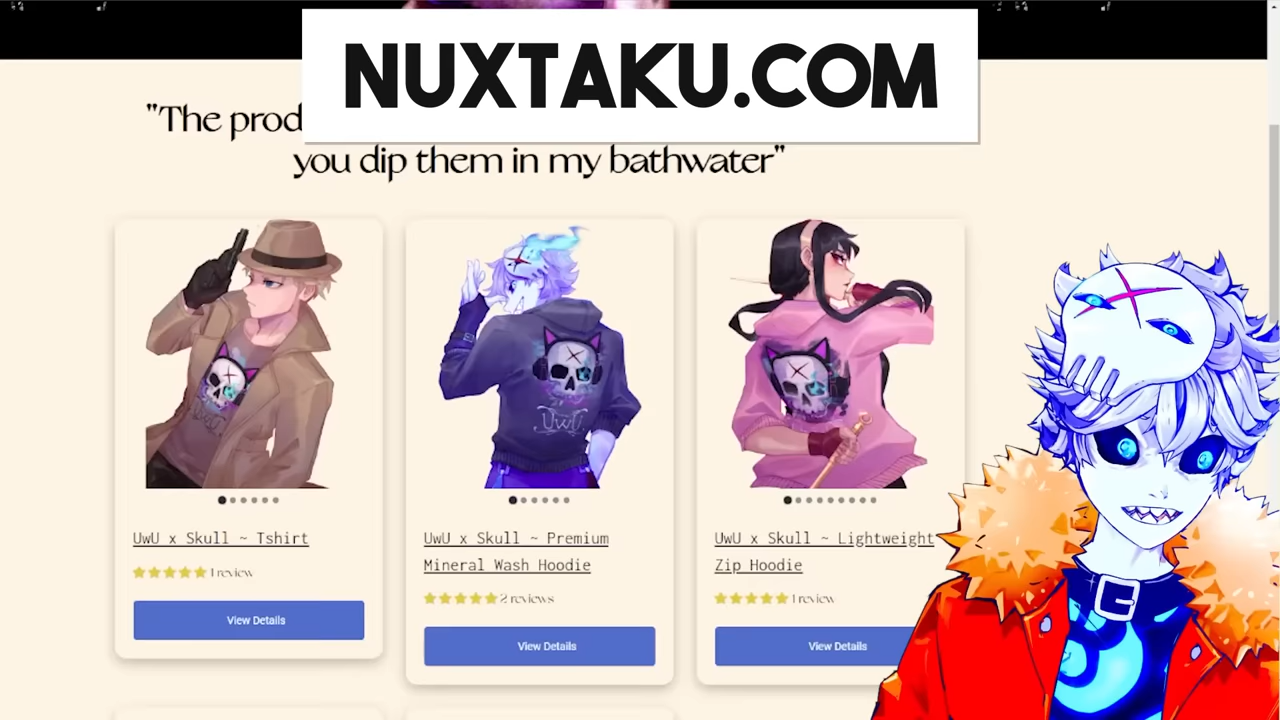 NUXTAKU.COM
"The prod
you dip them in my bathwater"
UwU
UwU x Skull ~ Tshirt
1 review
View Details
UwU x Skull ~ Premium
Mineral Wash Hoodie
2 reviews
View Details
UwU x Skull ~ Lightweight
Zip Hoodie
1 review
View Details